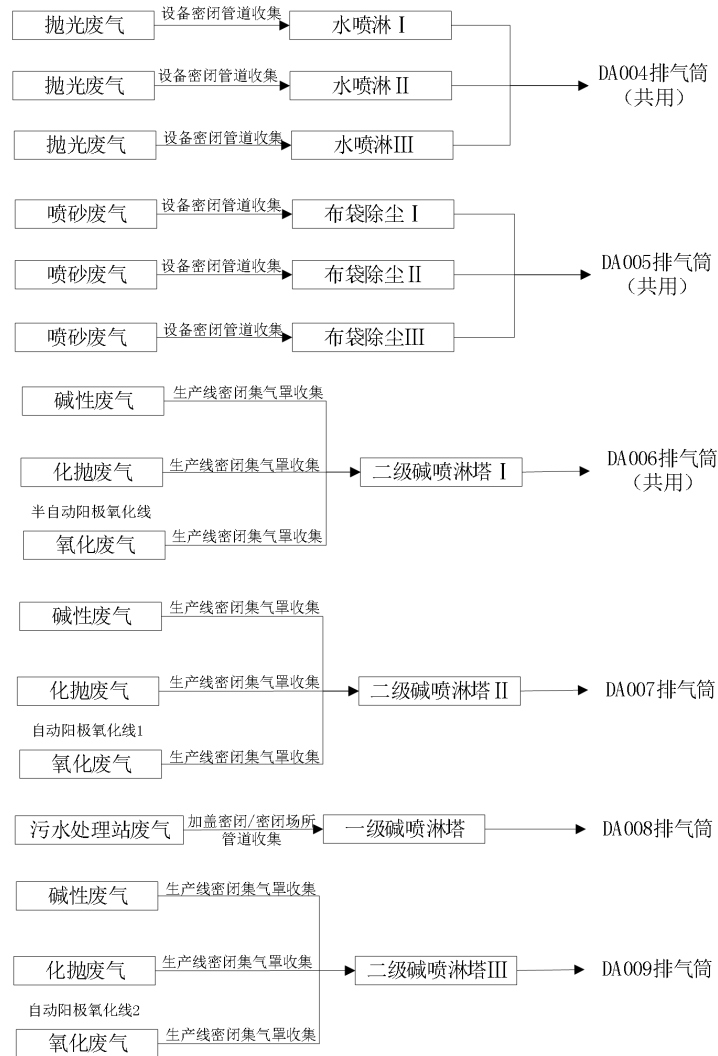 抛光废气
设备密闭管道收集
水喷淋Ⅰ
抛光废气
设备密闭管道收集
水喷淋Ⅱ
DA004排气筒
（共用）
抛光废气
设备密闭管道收集
水喷淋Ⅲ
喷砂废气
设备密闭管道收集
布袋除尘Ⅰ
喷砂废气
设备密闭管道收集
布袋除尘Ⅱ
DA005排气筒
（共用）
喷砂废气
设备密闭管道收集
布袋除尘Ⅲ
碱性废气
生产线密闭集气罩收集
化抛废气
生产线密闭集气罩收集
二级碱喷淋塔Ⅰ
DA006排气筒
（共用）
半自动阳极氧化线
氧化废气
生产线密闭集气罩收集
碱性废气
生产线密闭集气罩收集
化抛废气
生产线密闭集气罩收集
二级碱喷淋塔Ⅱ
DA007排气筒
自动阳极氧化线1
氧化废气
生产线密闭集气罩收集
污水处理站废气
加盖密闭/密闭场所
管道收集
一级碱喷淋塔
DA008排气筒
碱性废气
生产线密闭集气罩收集
化抛废气
生产线密闭集气罩收集
二级碱喷淋塔Ⅲ
DA009排气筒
自动阳极氧化线2
氧化废气
生产线密闭集气罩收集